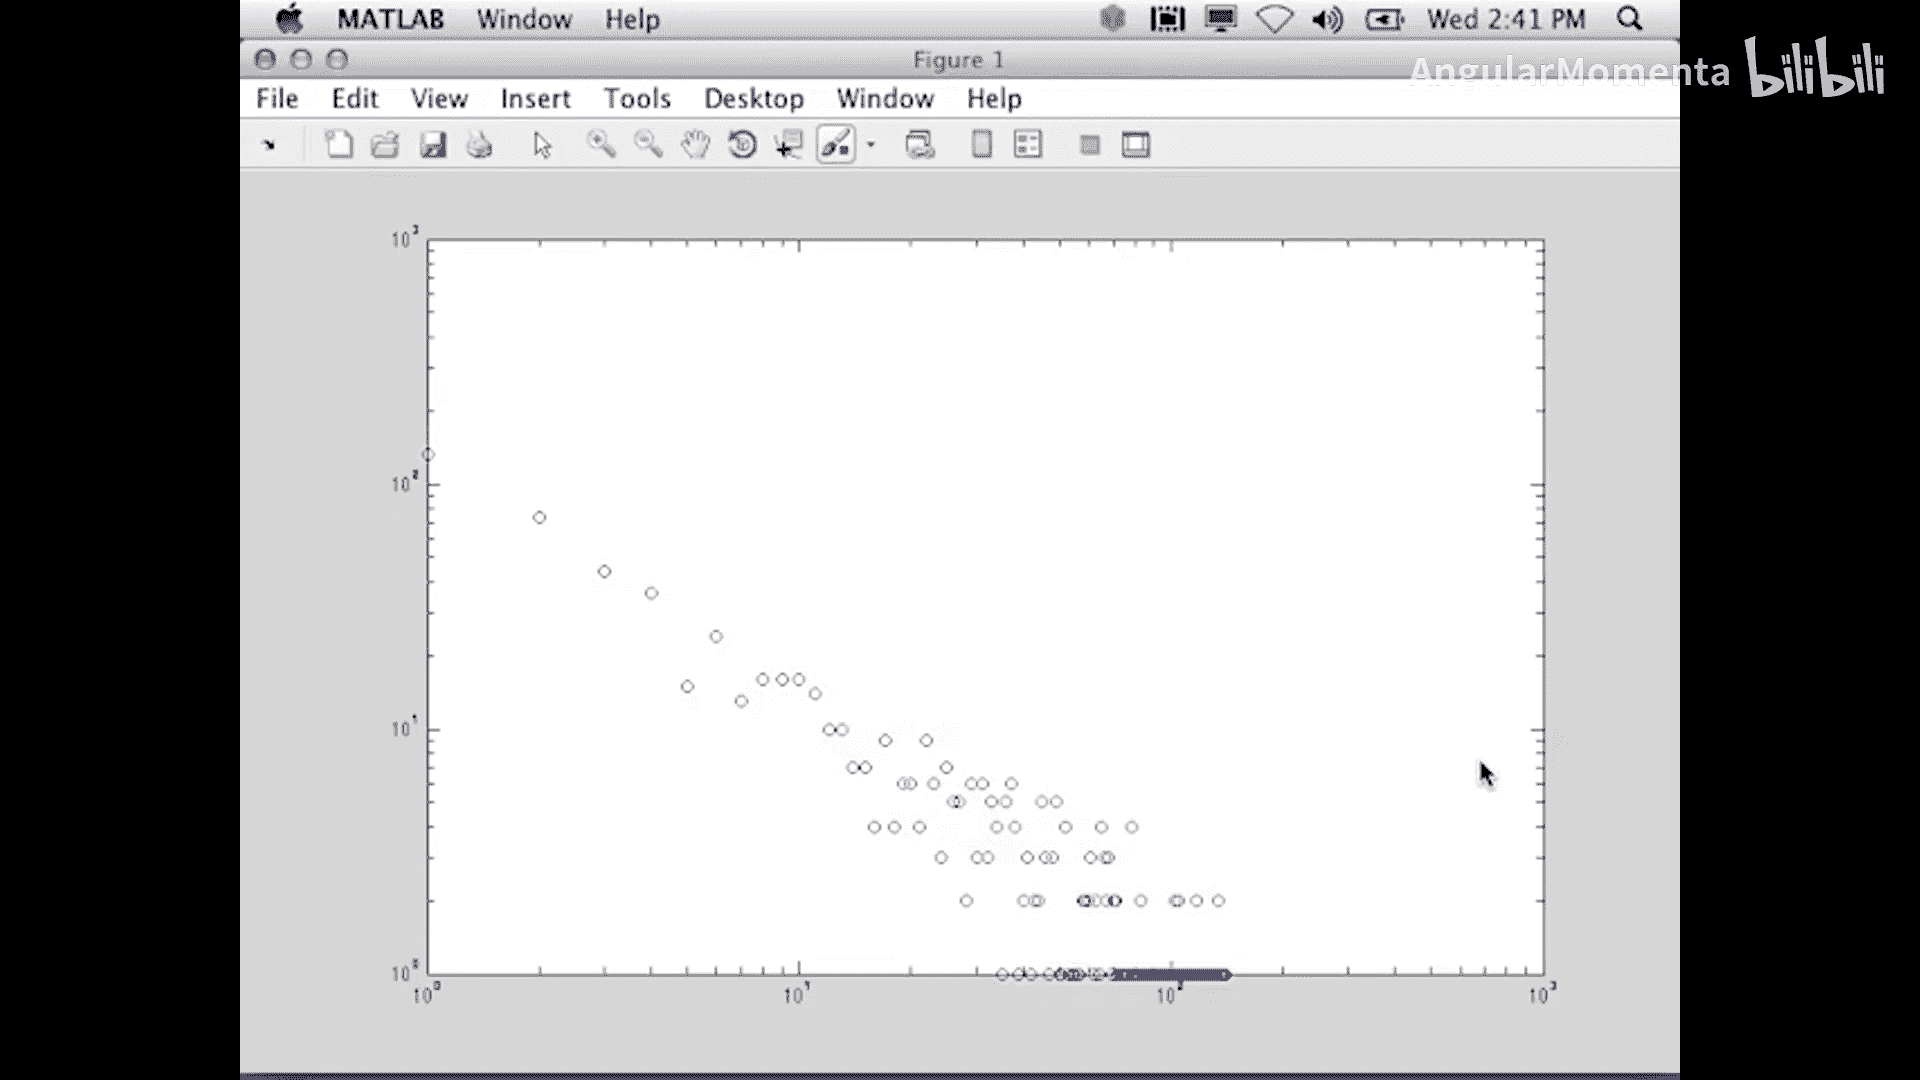 MATLAB Window Help Wed 2:41 PM
Figure 1
AngularMomenta bilibili
File Edit View Insert Tools Desktop Window Help
10³
10²
10¹
10⁰
10⁰ 10¹ 10² 10³